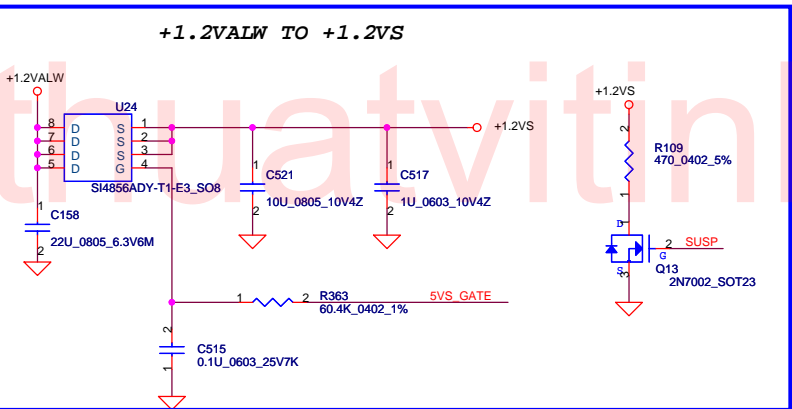 +1.2VALW TO +1.2VS
thuatvitinh
+1.2VALW
U24
8 D S 1
7 D S 2
6 D S 3
5 D G 4
SI4856ADY-T1-E3_SO8
+1.2VS
1
C158
2
22U_0805_6.3V6M
1
C521
2
10U_0805_10V4Z
1
C517
2
1U_0603_10V4Z
1 2 R363
60.4K_0402_1%
5VS_GATE
2
C515
1
0.1U_0603_25V7K
+1.2VS
2
R109
470_0402_5%
1
D 1
2 SUSP
G
S 3
Q13
2N7002_SOT23